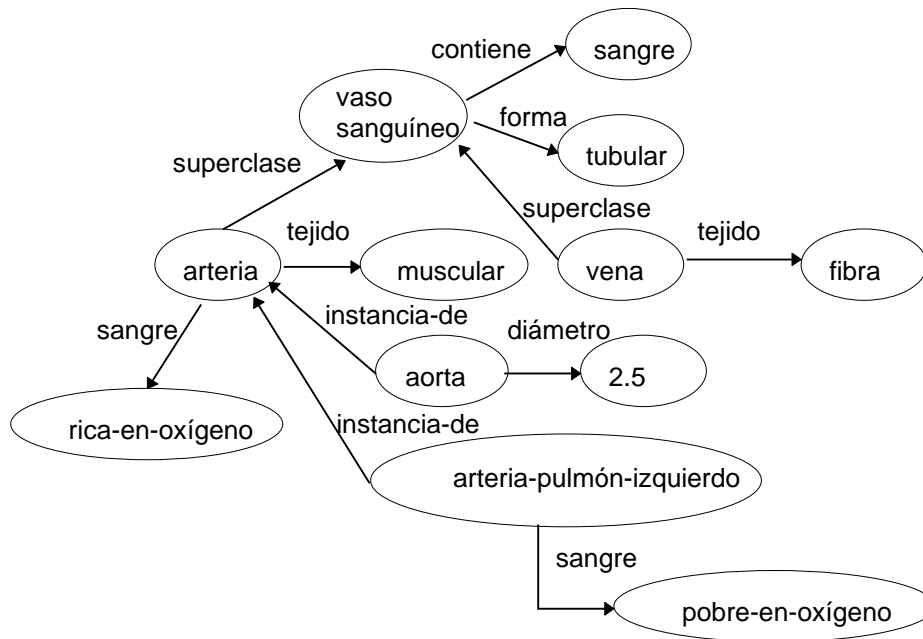 contiene
sangre
vaso
sanguíneo
forma
tubular
superclase
superclase
tejido
tejido
arteria
muscular
vena
fibra
sangre
instancia-de
diámetro
aorta
2.5
rica-en-oxígeno
instancia-de
arteria-pulmón-izquierdo
sangre
pobre-en-oxígeno